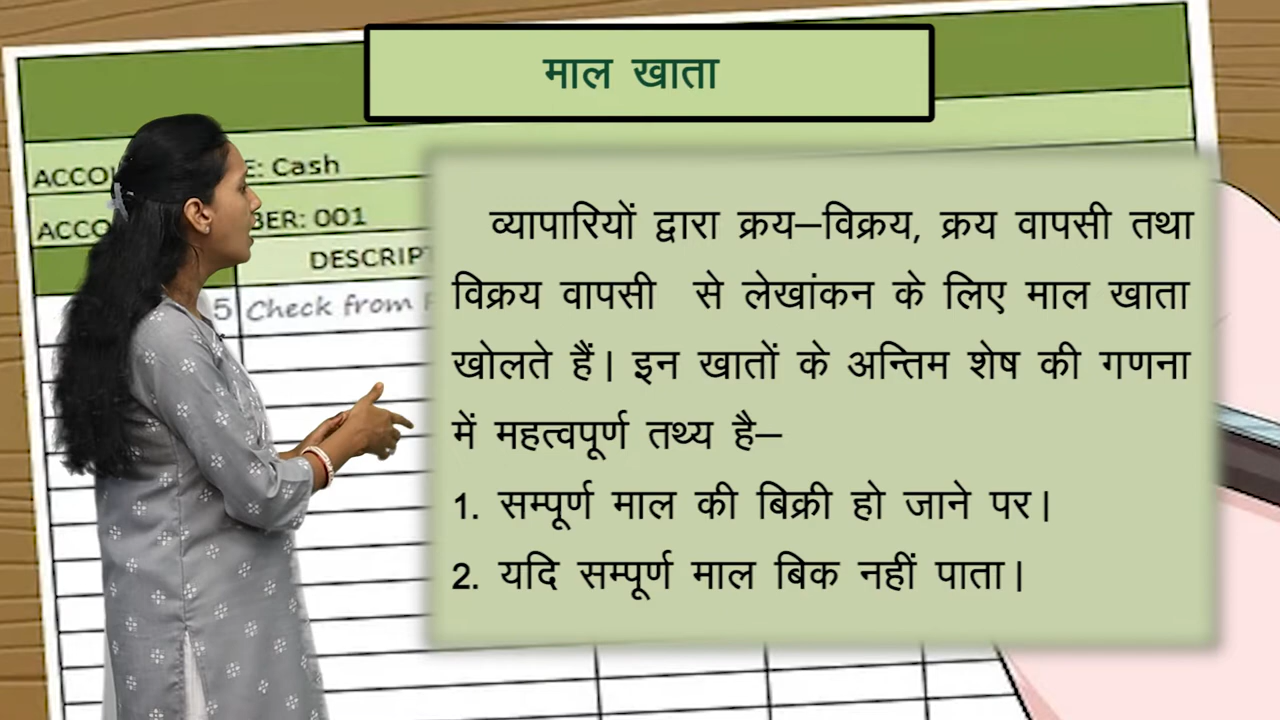 माल खाता
ACCOU E: Cash
ACCO BER: 001
DESCRIPT
5 Check from
व्यापारियों द्वारा क्रय–विक्रय, क्रय वापसी तथा
विक्रय वापसी से लेखांकन के लिए माल खाता
खोलते हैं। इन खातों के अन्तिम शेष की गणना
में महत्वपूर्ण तथ्य है–
1. सम्पूर्ण माल की बिक्री हो जाने पर।
2. यदि सम्पूर्ण माल बिक नहीं पाता।